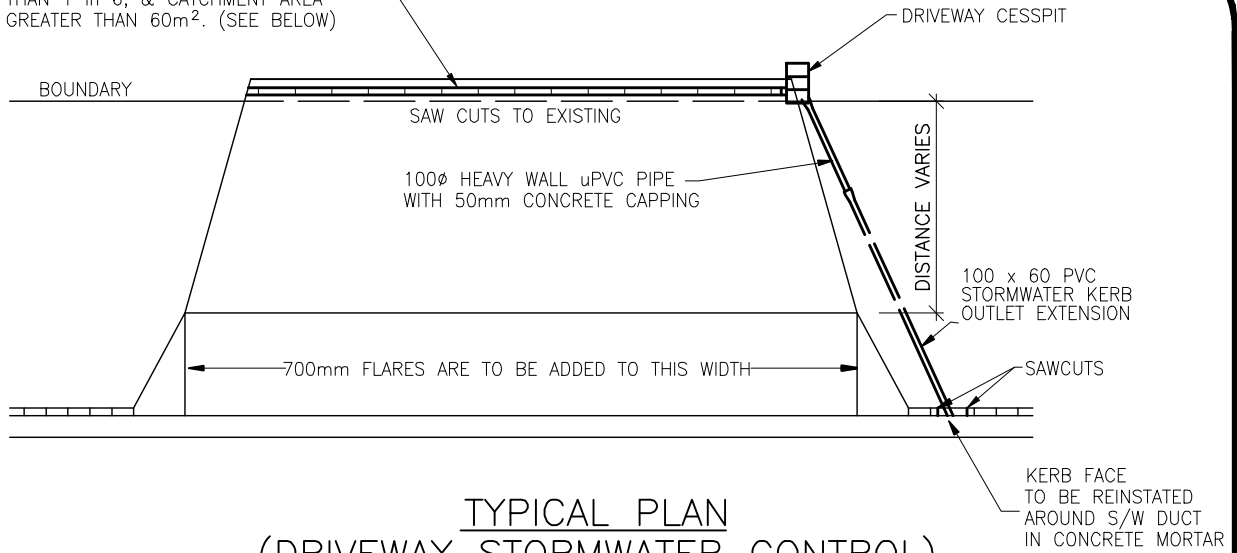 THAN 1 in 6, & CATCHMENT AREA
GREATER THAN 60m². (SEE BELOW)
DRIVEWAY CESSPIT
BOUNDARY
SAW CUTS TO EXISTING
100ø HEAVY WALL uPVC PIPE
WITH 50mm CONCRETE CAPPING
DISTANCE VARIES
100 x 60 PVC
STORMWATER KERB
OUTLET EXTENSION
700mm FLARES ARE TO BE ADDED TO THIS WIDTH
SAWCUTS
KERB FACE
TO BE REINSTATED
AROUND S/W DUCT
IN CONCRETE MORTAR
TYPICAL PLAN
(DRIVEWAY STORMWATER CONTROL)